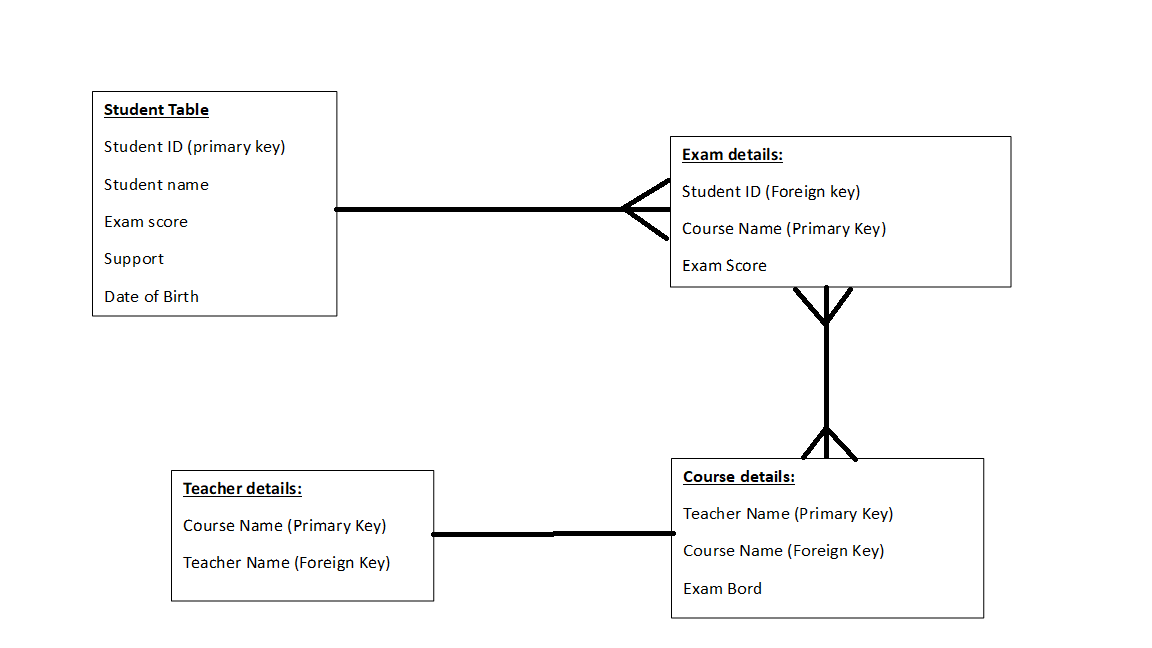 Student Table
Student ID (primary key)
Student name
Exam score
Support
Date of Birth
Exam details:
Student ID (Foreign key)
Course Name (Primary Key)
Exam Score
Teacher details:
Course Name (Primary Key)
Teacher Name (Foreign Key)
Course details:
Teacher Name (Primary Key)
Course Name (Foreign Key)
Exam Bord